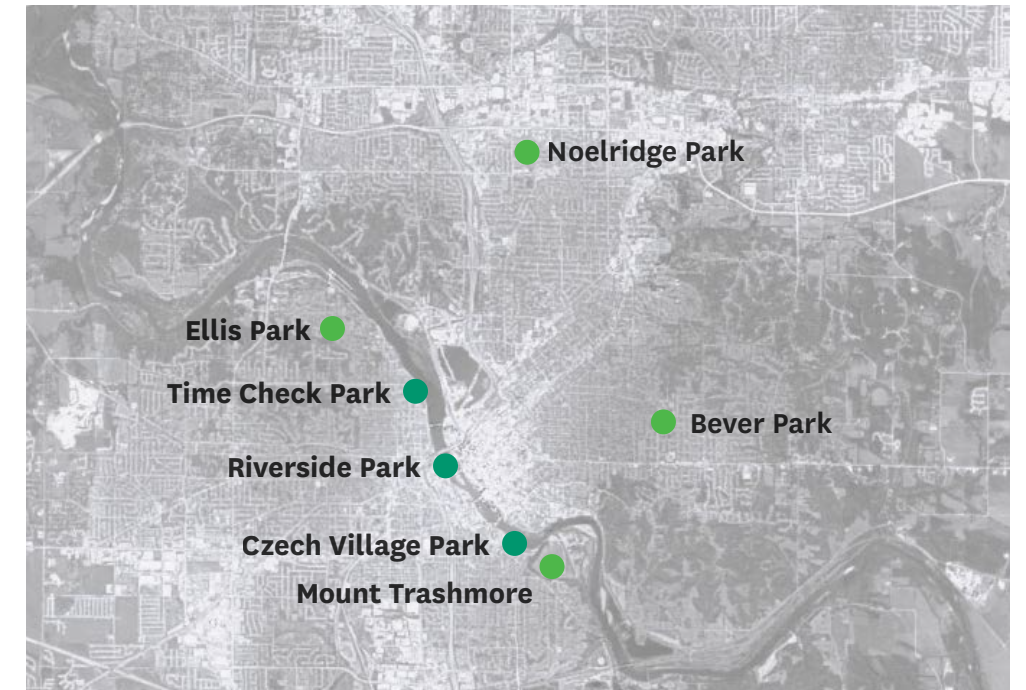 Noelridge Park
Ellis Park
Time Check Park
Bever Park
Riverside Park
Czech Village Park
Mount Trashmore